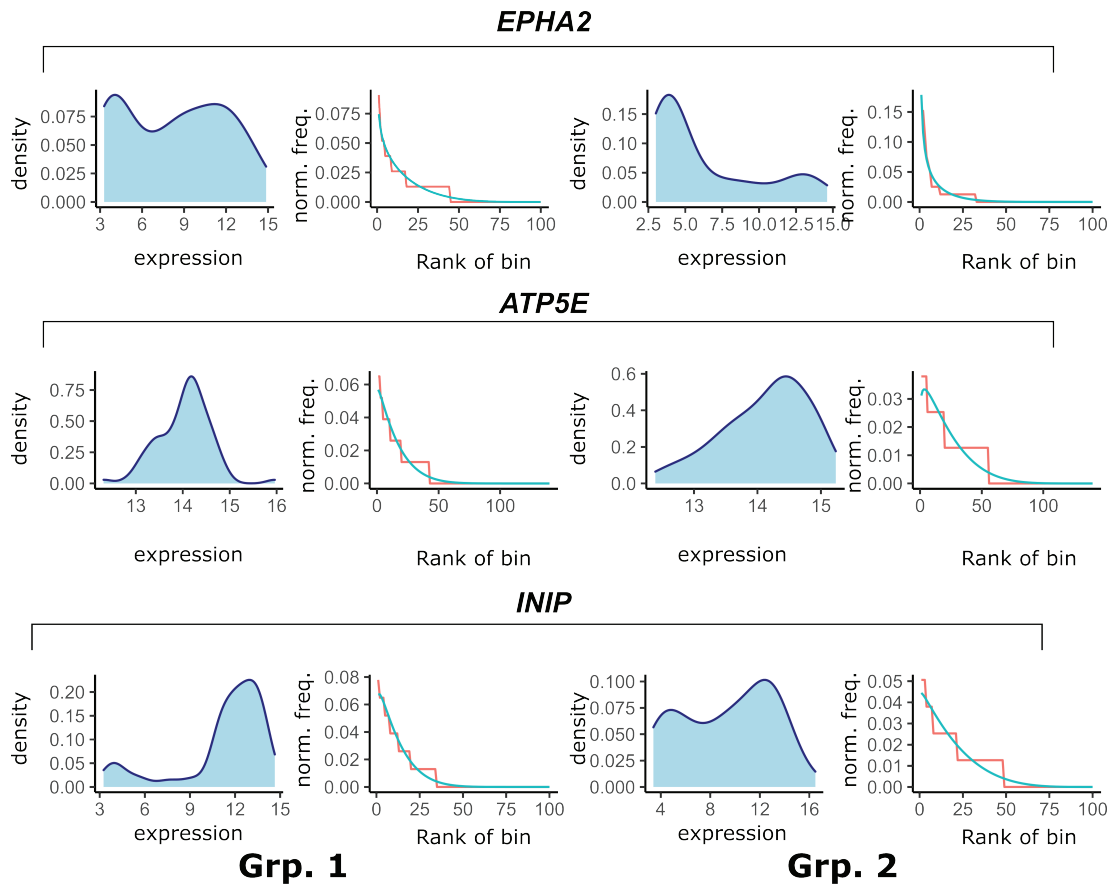 EPHA2
density
0.075
0.050
0.025
0.000
3 6 9 12 15
expression
norm. freq.
0.075
0.050
0.025
0.000
0 25 50 75 100
Rank of bin
density
0.15
0.10
0.05
0.00
2.5 5.0 7.5 10.0 12.5 15.0
expression
norm. freq.
0.15
0.10
0.05
0.00
0 25 50 75 100
Rank of bin
ATP5E
density
0.75
0.50
0.25
0.00
13 14 15 16
expression
norm. freq.
0.06
0.04
0.02
0.00
0 50 100
Rank of bin
density
0.6
0.4
0.2
0.0
13 14 15
expression
norm. freq.
0.03
0.02
0.01
0.00
0 50 100
Rank of bin
INIP
density
0.20
0.15
0.10
0.05
0.00
3 6 9 12 15
expression
norm. freq.
0.08
0.06
0.04
0.02
0.00
0 25 50 75 100
Rank of bin
density
0.100
0.075
0.050
0.025
0.000
4 8 12 16
expression
norm. freq.
0.05
0.04
0.03
0.02
0.01
0.00
0 25 50 75 100
Rank of bin
Grp. 1
Grp. 2